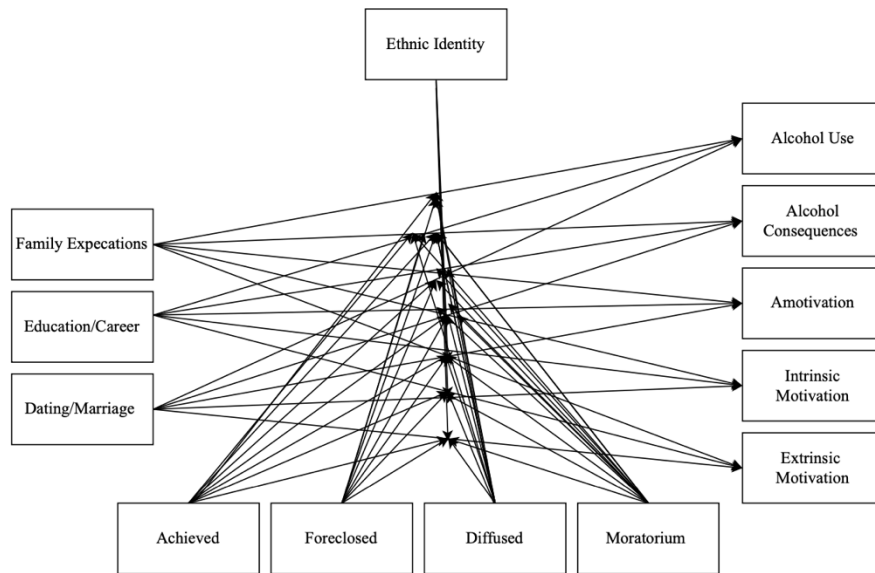 Ethnic Identity
Alcohol Use
Alcohol
Consequences
Family Expecations
Amotivation
Education/Career
Intrinsic
Motivation
Dating/Marriage
Extrinsic
Motivation
Achieved
Foreclosed
Diffused
Moratorium